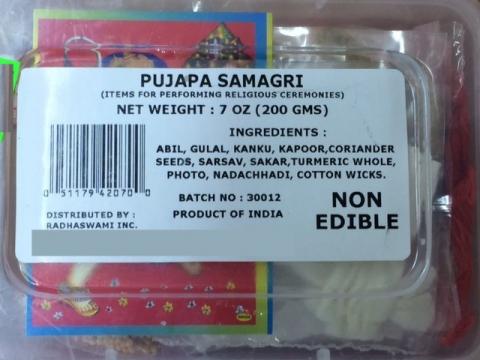 PUJAPA SAMAGRI
(ITEMS FOR PERFORMING RELIGIOUS CEREMONIES)
NET WEIGHT : 7 OZ (200 GMS)
INGREDIENTS :
ABIL, GULAL, KANKU, KAPOOR,CORIANDER
SEEDS, SARSAV, SAKAR,TURMERIC WHOLE,
PHOTO, NADACHHADI, COTTON WICKS.
0 51179 42070 0
BATCH NO : 30012
PRODUCT OF INDIA
NON
EDIBLE
DISTRIBUTED BY :
RADHASWAMI INC.